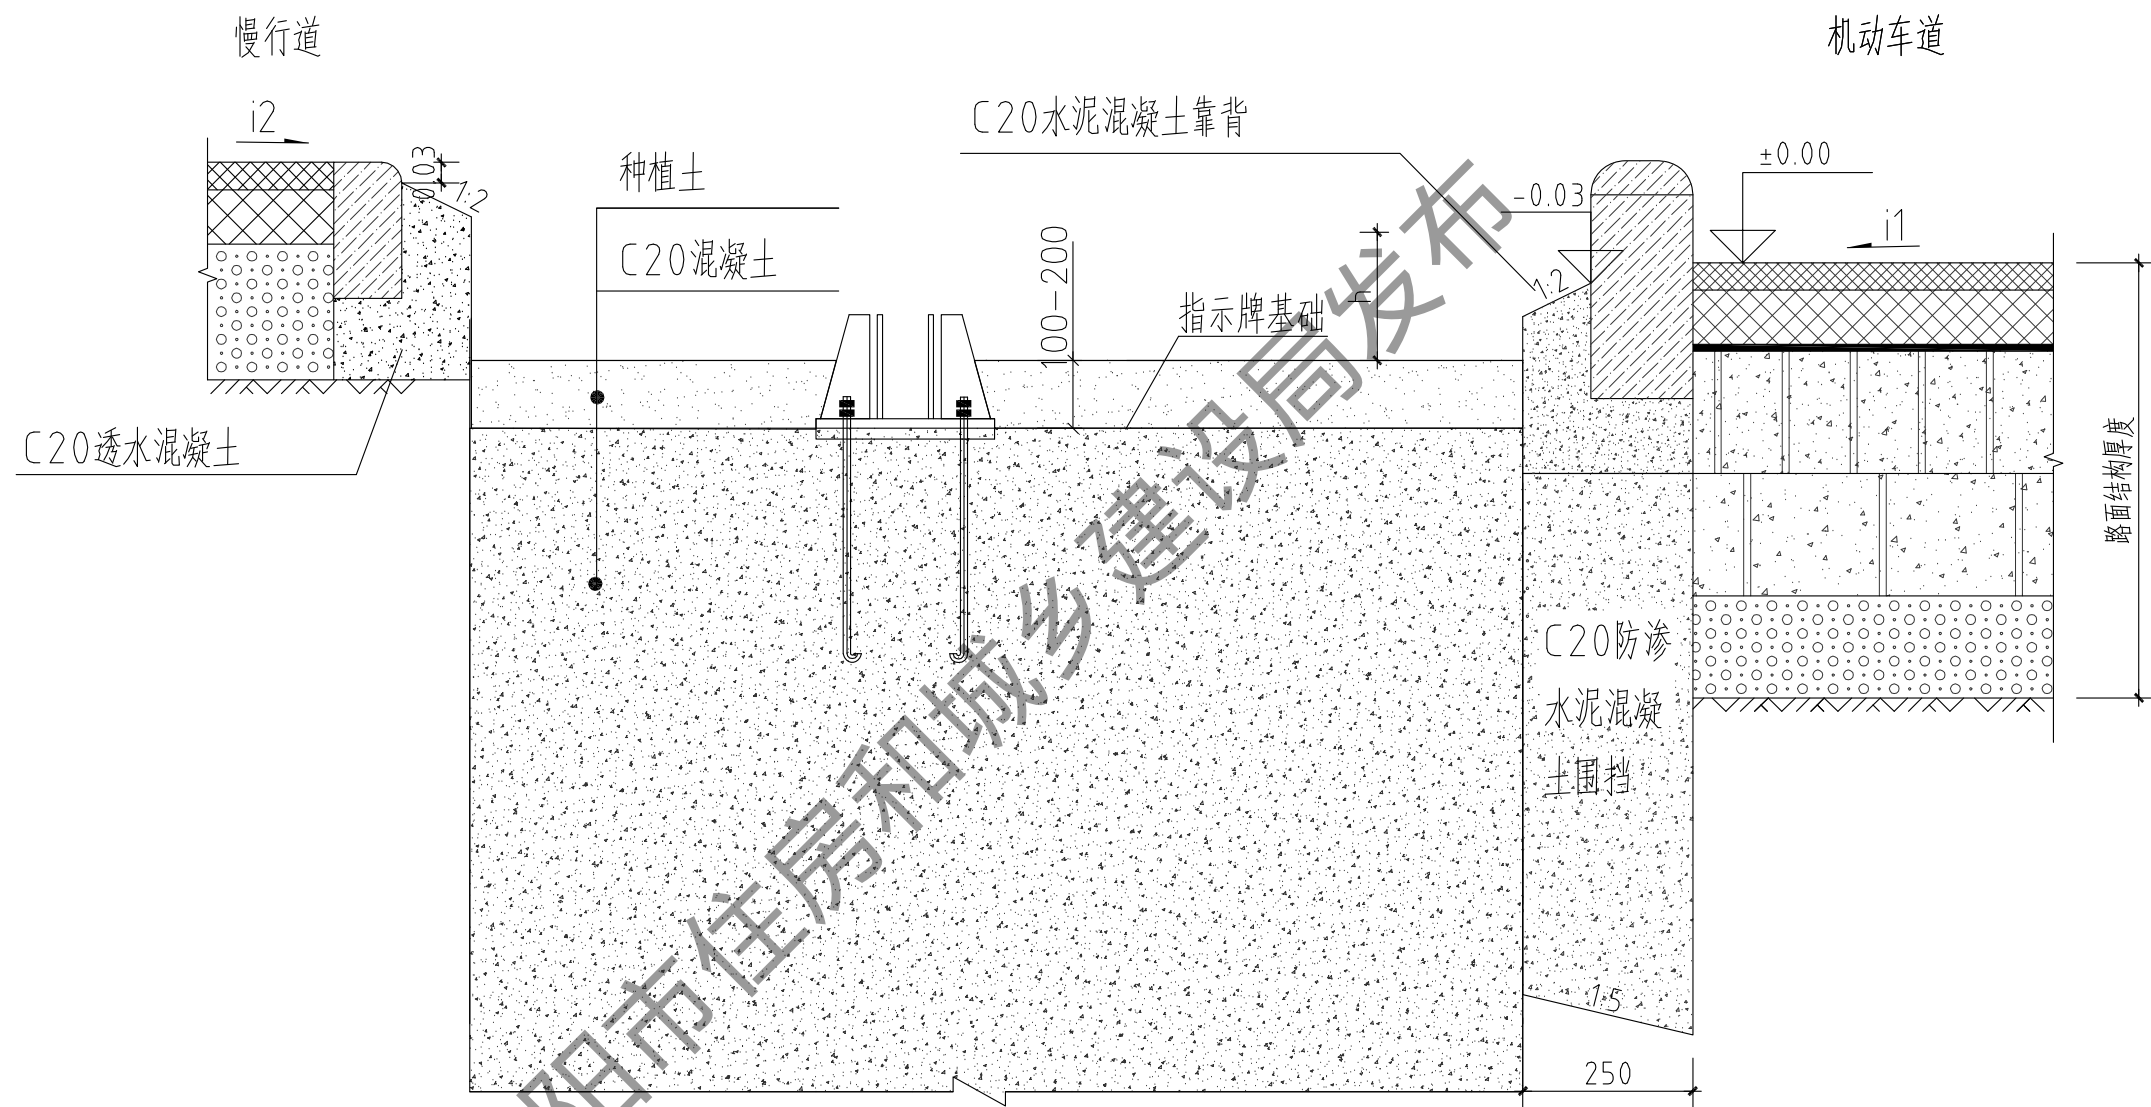 慢行道
机动车道
i2
C20水泥混凝土靠背
0.03
1:2
种植土
±0.00
-0.03
i1
C20混凝土
100-200
h
1:2
指示牌基础
C20透水混凝土
路面结构厚度
C20防渗
水泥混凝
土围挡
1:5
250
阳市住房和城乡建设局发布